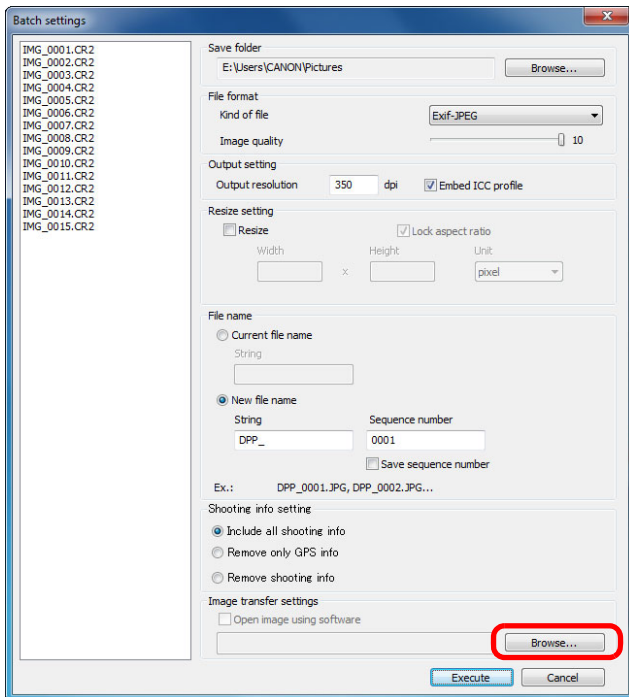 Batch settings
IMG_0001.CR2
IMG_0002.CR2
IMG_0003.CR2
IMG_0004.CR2
IMG_0005.CR2
IMG_0006.CR2
IMG_0007.CR2
IMG_0008.CR2
IMG_0009.CR2
IMG_0010.CR2
IMG_0011.CR2
IMG_0012.CR2
IMG_0013.CR2
IMG_0014.CR2
IMG_0015.CR2
Save folder
E:\Users\CANON\Pictures Browse...
File format
Kind of file Exif-JPEG
Image quality 10
Output setting
Output resolution 350 dpi Embed ICC profile
Resize setting
Resize Lock aspect ratio
Width Height Unit
x pixel
File name
Current file name
String
New file name
String Sequence number
DPP_ 0001
Save sequence number
Ex.: DPP_0001.JPG, DPP_0002.JPG...
Shooting info setting
Include all shooting info
Remove only GPS info
Remove shooting info
Image transfer settings
Open image using software
Browse...
Execute Cancel